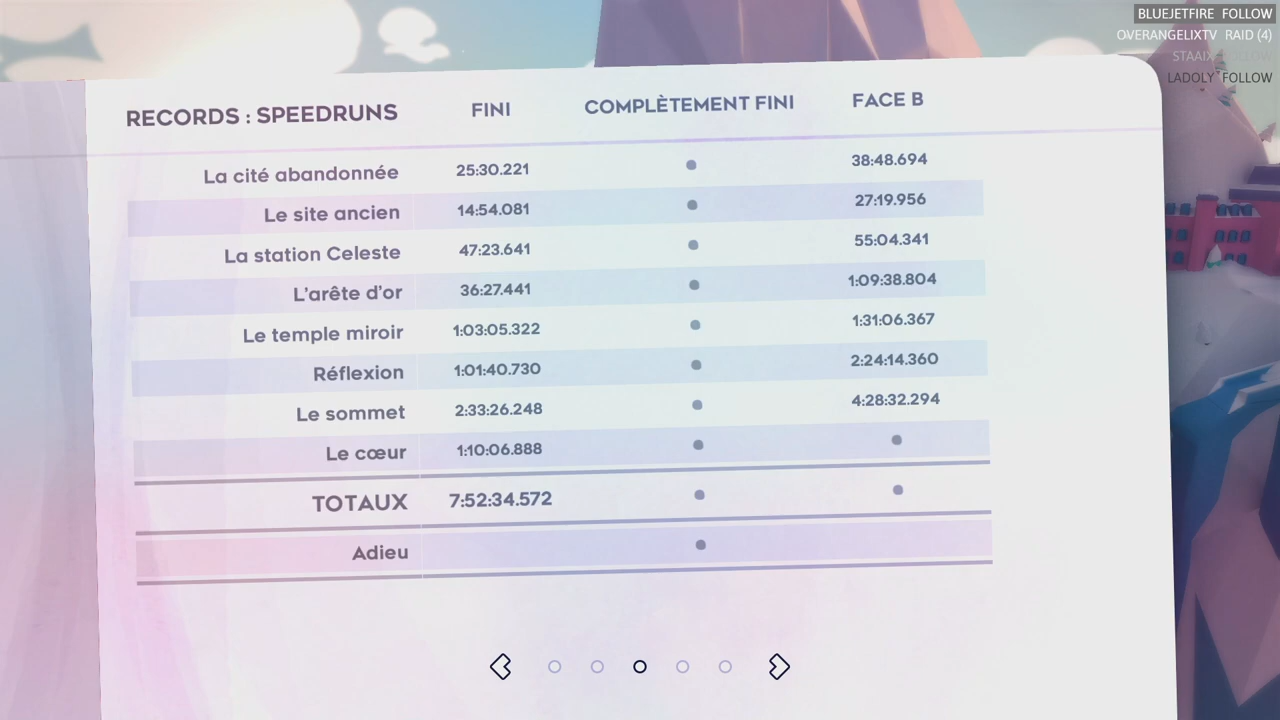 BLUEJETFIRE FOLLOW
OVERANGELIXTV RAID (4)
STAAIX FOLLOW
LADOLY FOLLOW
RECORDS : SPEEDRUNS FINI COMPLÈTEMENT FINI FACE B
La cité abandonnée 25:30.221 38:48.694
Le site ancien 14:54.081 27:19.956
La station Celeste 47:23.641 55:04.341
L'arête d'or 36:27.441 1:09:38.804
Le temple miroir 1:03:05.322 1:31:06.367
Réflexion 1:01:40.730 2:24:14.360
Le sommet 2:33:26.248 4:28:32.294
Le cœur 1:10:06.888
TOTAUX 7:52:34.572
Adieu